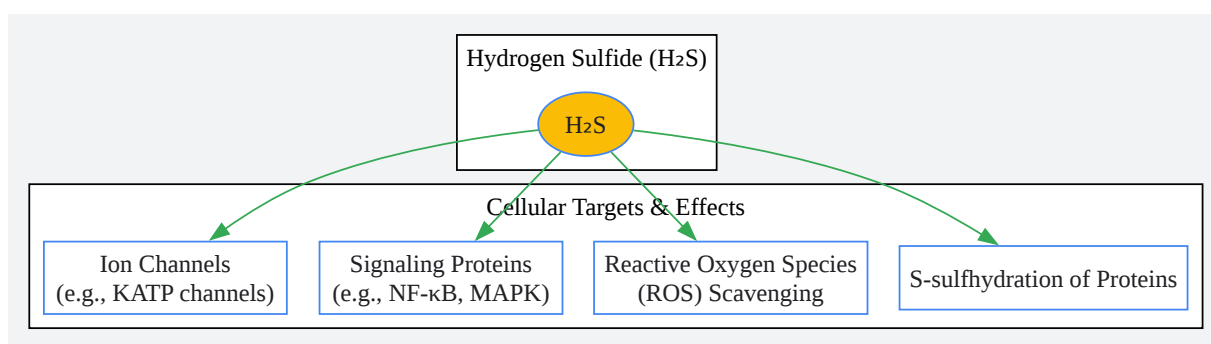 Hydrogen Sulfide (H₂S)
H₂S
Cellular Targets & Effects
Ion Channels
(e.g., KATP channels)
Signaling Proteins
(e.g., NF-κB, MAPK)
Reactive Oxygen Species
(ROS) Scavenging
S-sulfhydration of Proteins